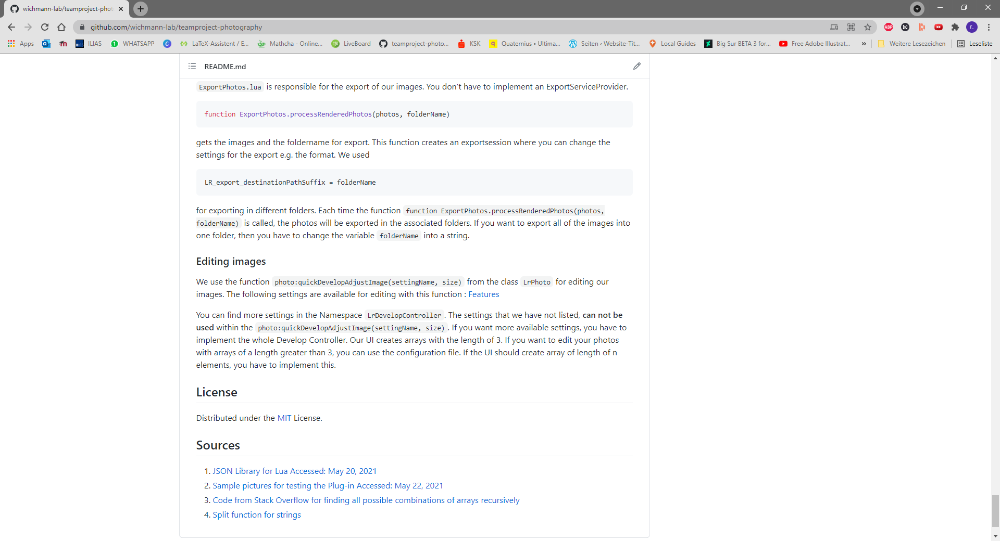 wichmann-lab/teamproject-phot
github.com/wichmann-lab/teamproject-photography
ABP
r.
Apps
ILIAS
WHATSAPP
LaTeX-Assistent / E...
Mathcha - Online...
LiveBoard
teamproject-photo...
KSK
Quaternius • Ultima...
Seiten ‹ Website-Tit...
Local Guides
Big Sur BETA 3 for...
Free Adobe Illustrat...
»
Weitere Lesezeichen
Leseliste
README.md
ExportPhotos.lua is responsible for the export of our images. You don't have to implement an ExportServiceProvider.
function ExportPhotos.processRenderedPhotos(photos, folderName)
gets the images and the foldername for export. This function creates an exportsession where you can change the
settings for the export e.g. the format. We used
LR_export_destinationPathSuffix = folderName
for exporting in different folders. Each time the function function ExportPhotos.processRenderedPhotos(photos,
folderName) is called, the photos will be exported in the associated folders. If you want to export all of the images into
one folder, then you have to change the variable folderName into a string.
Editing images
We use the function photo:quickDevelopAdjustImage(settingName, size) from the class LrPhoto for editing our
images. The following settings are available for editing with this function : Features
You can find more settings in the Namespace LrDevelopController . The settings that we have not listed, can not be
used within the photo:quickDevelopAdjustImage(settingName, size) . If you want more available settings, you have to
implement the whole Develop Controller. Our UI creates arrays with the length of 3. If you want to edit your photos
with arrays of a length greater than 3, you can use the configuration file. If the UI should create array of length of n
elements, you have to implement this.
License
Distributed under the MIT License.
Sources
1. JSON Library for Lua Accessed: May 20, 2021
2. Sample pictures for testing the Plug-in Accessed: May 22, 2021
3. Code from Stack Overflow for finding all possible combinations of arrays recursively
4. Split function for strings